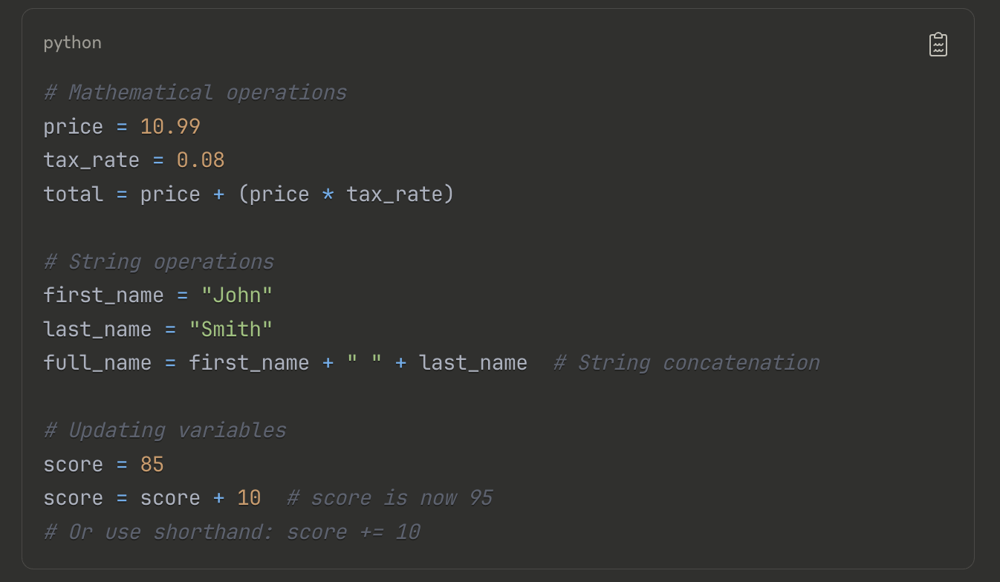 python
# Mathematical operations
price = 10.99
tax_rate = 0.08
total = price + (price * tax_rate)
# String operations
first_name = "John"
last_name = "Smith"
full_name = first_name + " " + last_name  # String concatenation
# Updating variables
score = 85
score = score + 10  # score is now 95
# Or use shorthand: score += 10